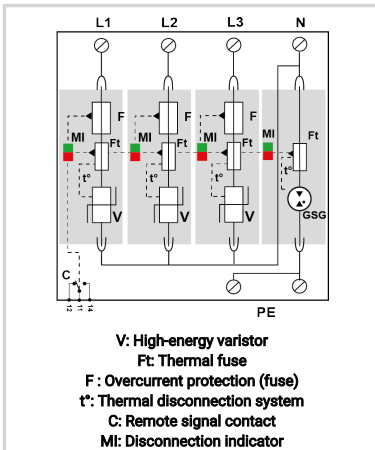 L1 L2 L3 N
F F F
MI MI MI MI
Ft Ft Ft Ft
t° t° t° t°
V V V GSG
C
12 11 14
PE
V: High-energy varistor
Ft: Thermal fuse
F : Overcurrent protection (fuse)
t°: Thermal disconnection system
C: Remote signal contact
MI: Disconnection indicator